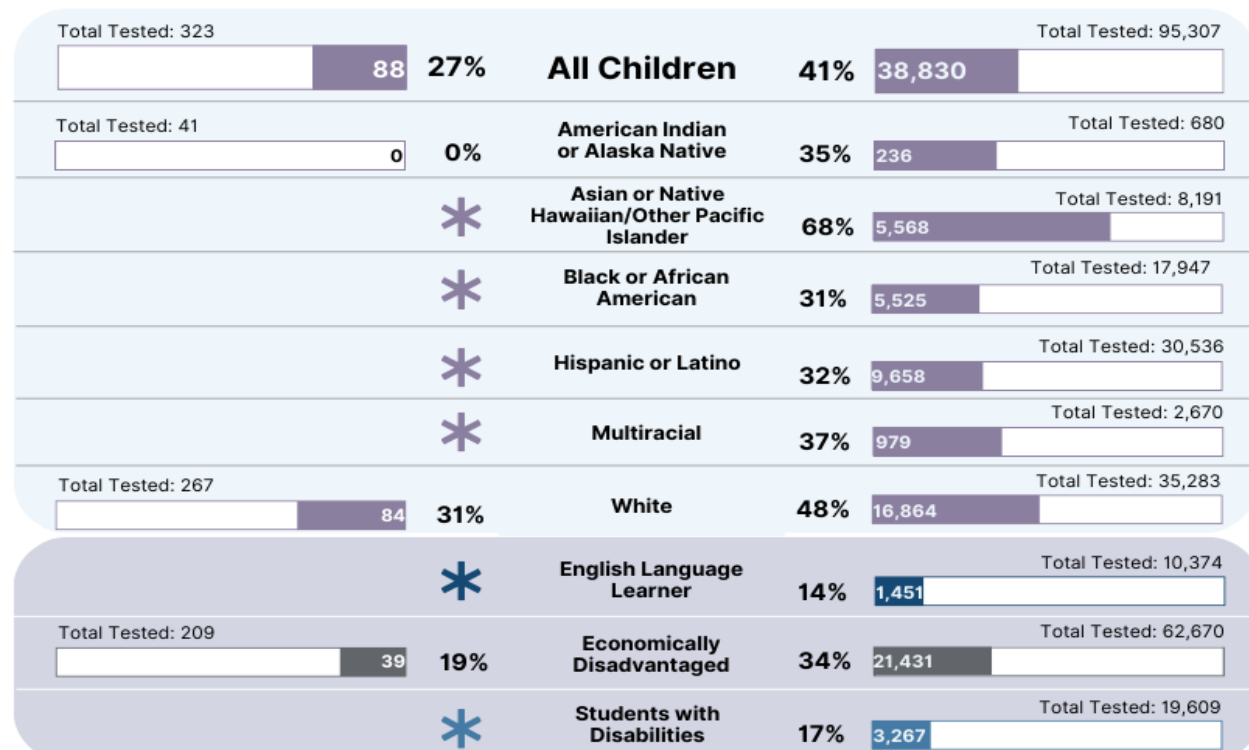 Total Tested: 323
Total Tested: 95,307
88 27% All Children 41% 38,830
Total Tested: 41
Total Tested: 680
American Indian
or Alaska Native
0 0% 35% 236
Asian or Native
Hawaiian/Other Pacific
Islander
Total Tested: 8,191
* 68% 5,568
Black or African
American
Total Tested: 17,947
* 31% 5,525
Total Tested: 30,536
* Hispanic or Latino 32% 9,658
Total Tested: 2,670
* Multiracial 37% 979
Total Tested: 267
Total Tested: 35,283
84 31% White 48% 16,864
English Language
Learner
Total Tested: 10,374
* 14% 1,451
Total Tested: 209
Total Tested: 62,670
Economically
Disadvantaged
39 19% 34% 21,431
Students with
Disabilities
Total Tested: 19,609
* 17% 3,267